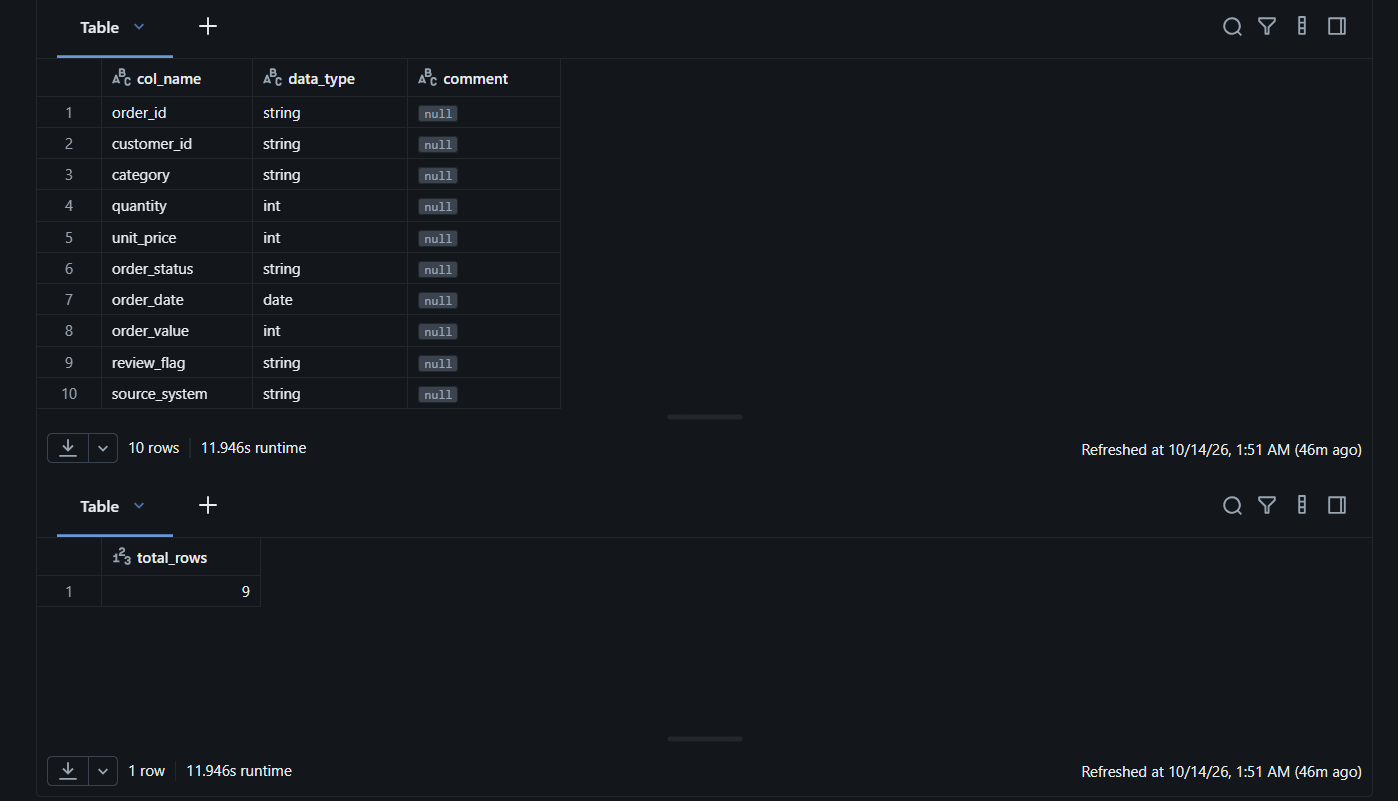 Table
col_name data_type comment
1 order_id string null
2 customer_id string null
3 category string null
4 quantity int null
5 unit_price int null
6 order_status string null
7 order_date date null
8 order_value int null
9 review_flag string null
10 source_system string null
10 rows 11.946s runtime Refreshed at 10/14/26, 1:51 AM (46m ago)
Table
total_rows
1 9
1 row 11.946s runtime Refreshed at 10/14/26, 1:51 AM (46m ago)